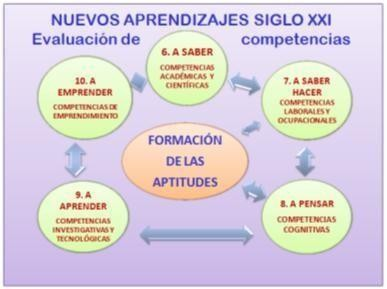 NUEVOS APRENDIZAJES SIGLO XXI
Evaluación de competencias
6. A SABER
COMPETENCIAS
ACADÉMICAS Y
CIENTÍFICAS
7. A SABER
HACER
COMPETENCIAS
LABORALES Y
OCUPACIONALES
8. A PENSAR
COMPETENCIAS
COGNITIVAS
9. A
APRENDER
COMPETENCIAS
INVESTIGATIVAS Y
TECNOLÓGICAS
10. A
EMPRENDER
COMPETENCIAS DE
EMPRENDIMIENTO
FORMACIÓN
DE LAS
APTITUDES